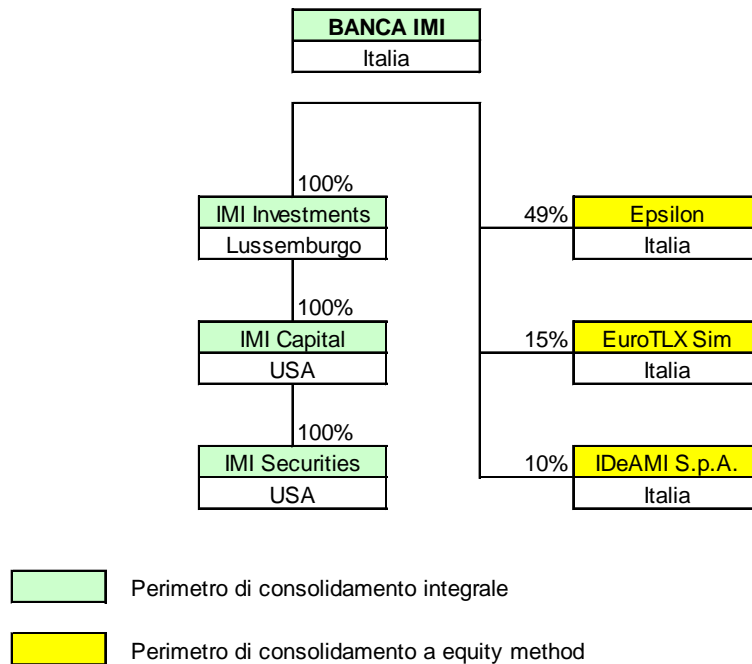 BANCA IMI
Italia
100%
IMI Investments
Lussemburgo
49%
Epsilon
Italia
100%
IMI Capital
USA
15%
EuroTLX Sim
Italia
100%
IMI Securities
USA
10%
IDeAMI S.p.A.
Italia
Perimetro di consolidamento integrale
Perimetro di consolidamento a equity method